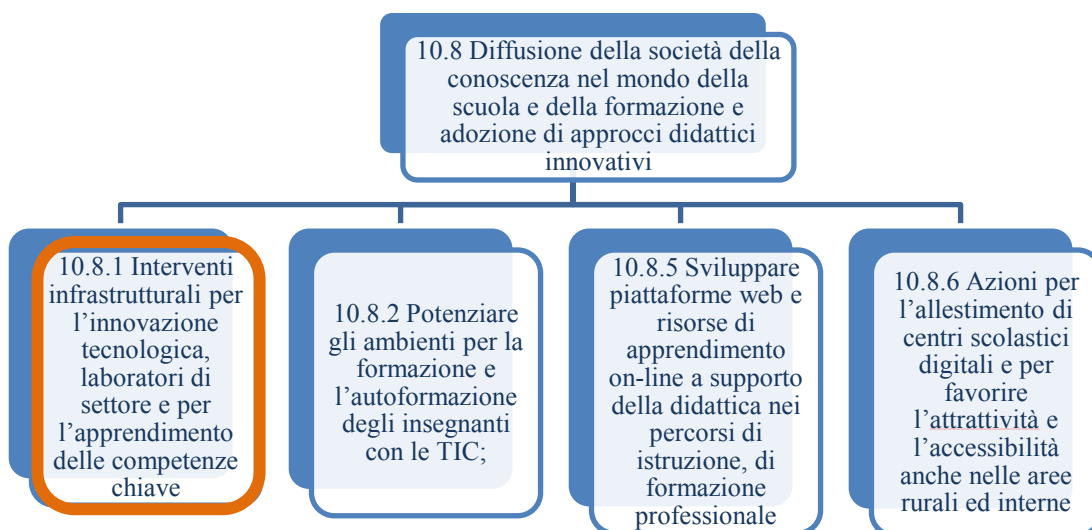 10.8 Diffusione della società della
conoscenza nel mondo della
scuola e della formazione e
adozione di approcci didattici
innovativi
10.8.1 Interventi
infrastrutturali per
l’innovazione
tecnologica,
laboratori di
settore e per
l’apprendimento
delle competenze
chiave
10.8.2 Potenziare
gli ambienti per la
formazione e
l’autoformazione
degli insegnanti
con le TIC;
10.8.5 Sviluppare
piattaforme web e
risorse di
apprendimento
on-line a supporto
della didattica nei
percorsi di
istruzione, di
formazione
professionale
10.8.6 Azioni per
l’allestimento di
centri scolastici
digitali e per
favorire
l’attrattività e
l’accessibilità
anche nelle aree
rurali ed interne